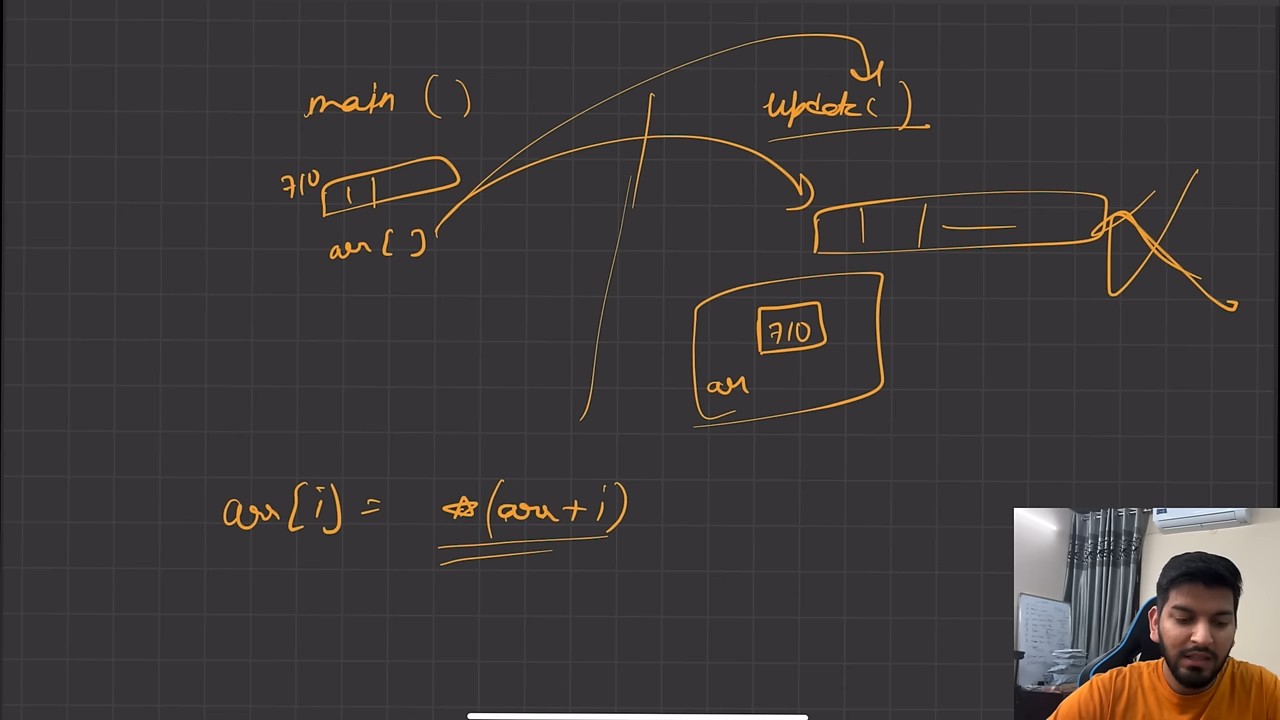 main ()
update()
710
arr[]
710
arr
arr[i] = *(arr+i)